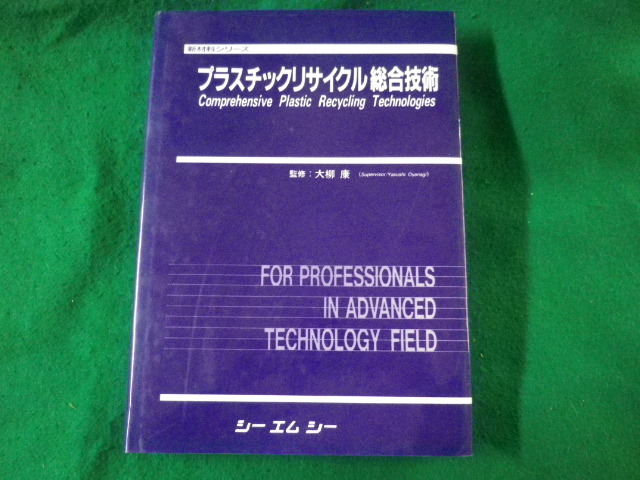 新材料シリーズ
プラスチックリサイクル総合技術
Comprehensive Plastic Recycling Technologies
監修：大柳 康 (Supervisor:Yasushi Oyanagi)
FOR PROFESSIONALS
IN ADVANCED
TECHNOLOGY FIELD
シーエムシー